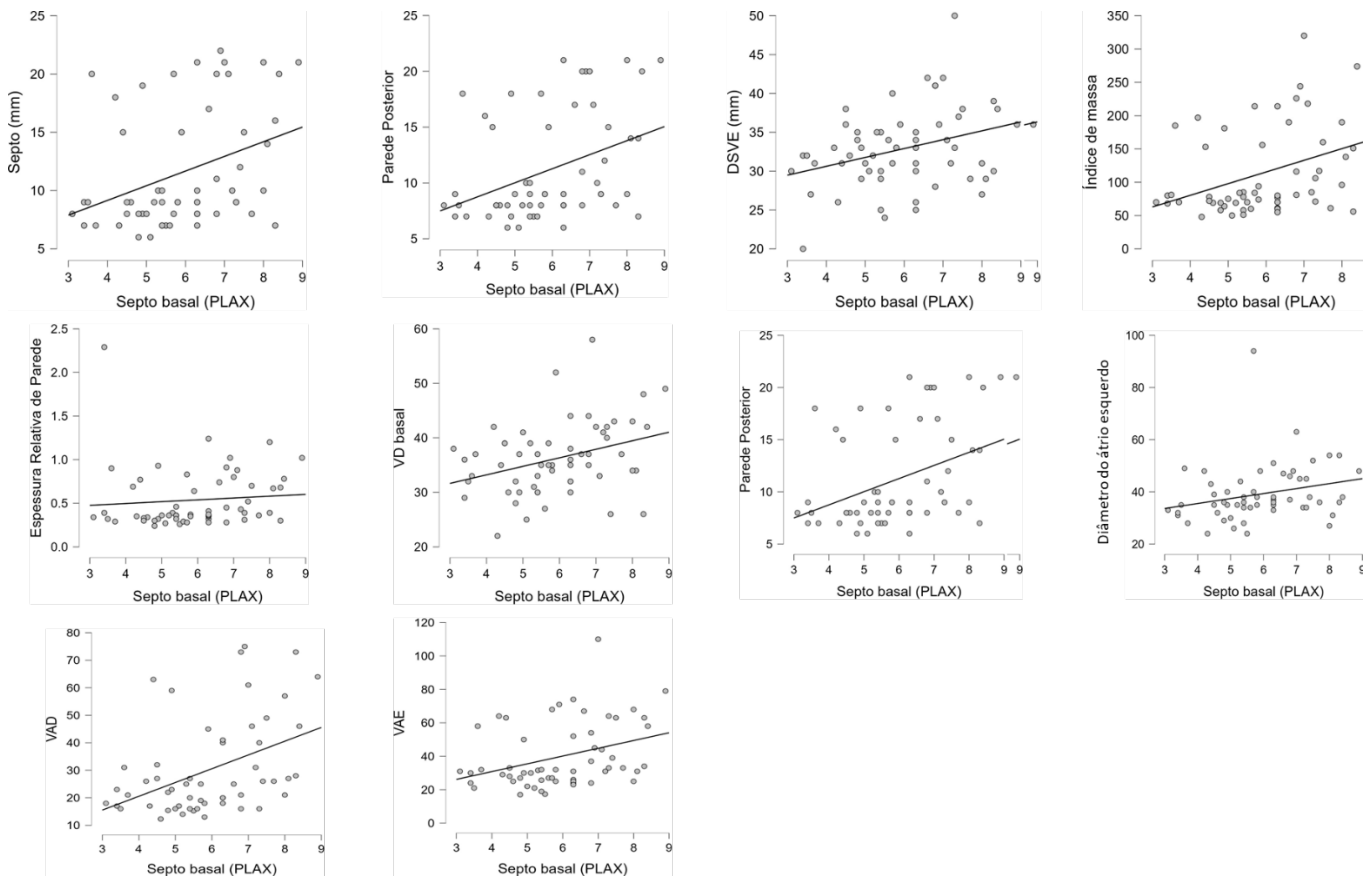 Septo (mm)
25
20
15
10
5
3 4 5 6 7 8 9
Septo basal (PLAX)
Parede Posterior
25
20
15
10
5
3 4 5 6 7 8 9
Septo basal (PLAX)
DSVE (mm)
50
45
40
35
30
25
20
3 4 5 6 7 8 9 9
Septo basal (PLAX)
Índice de massa
350
300
250
200
150
100
50
0
3 4 5 6 7 8
Septo basal (PLAX)
Espessura Relativa de Parede
2.5
2.0
1.5
1.0
0.5
0.0
3 4 5 6 7 8 9
Septo basal (PLAX)
VD basal
60
50
40
30
20
3 4 5 6 7 8 9
Septo basal (PLAX)
Parede Posterior
25
20
15
10
5
3 4 5 6 7 8 9 9
Septo basal (PLAX)
Diâmetro do átrio esquerdo
100
80
60
40
20
3 4 5 6 7 8 9
Septo basal (PLAX)
VAD
80
70
60
50
40
30
20
10
3 4 5 6 7 8 9
Septo basal (PLAX)
VAE
120
100
80
60
40
20
0
3 4 5 6 7 8 9
Septo basal (PLAX)